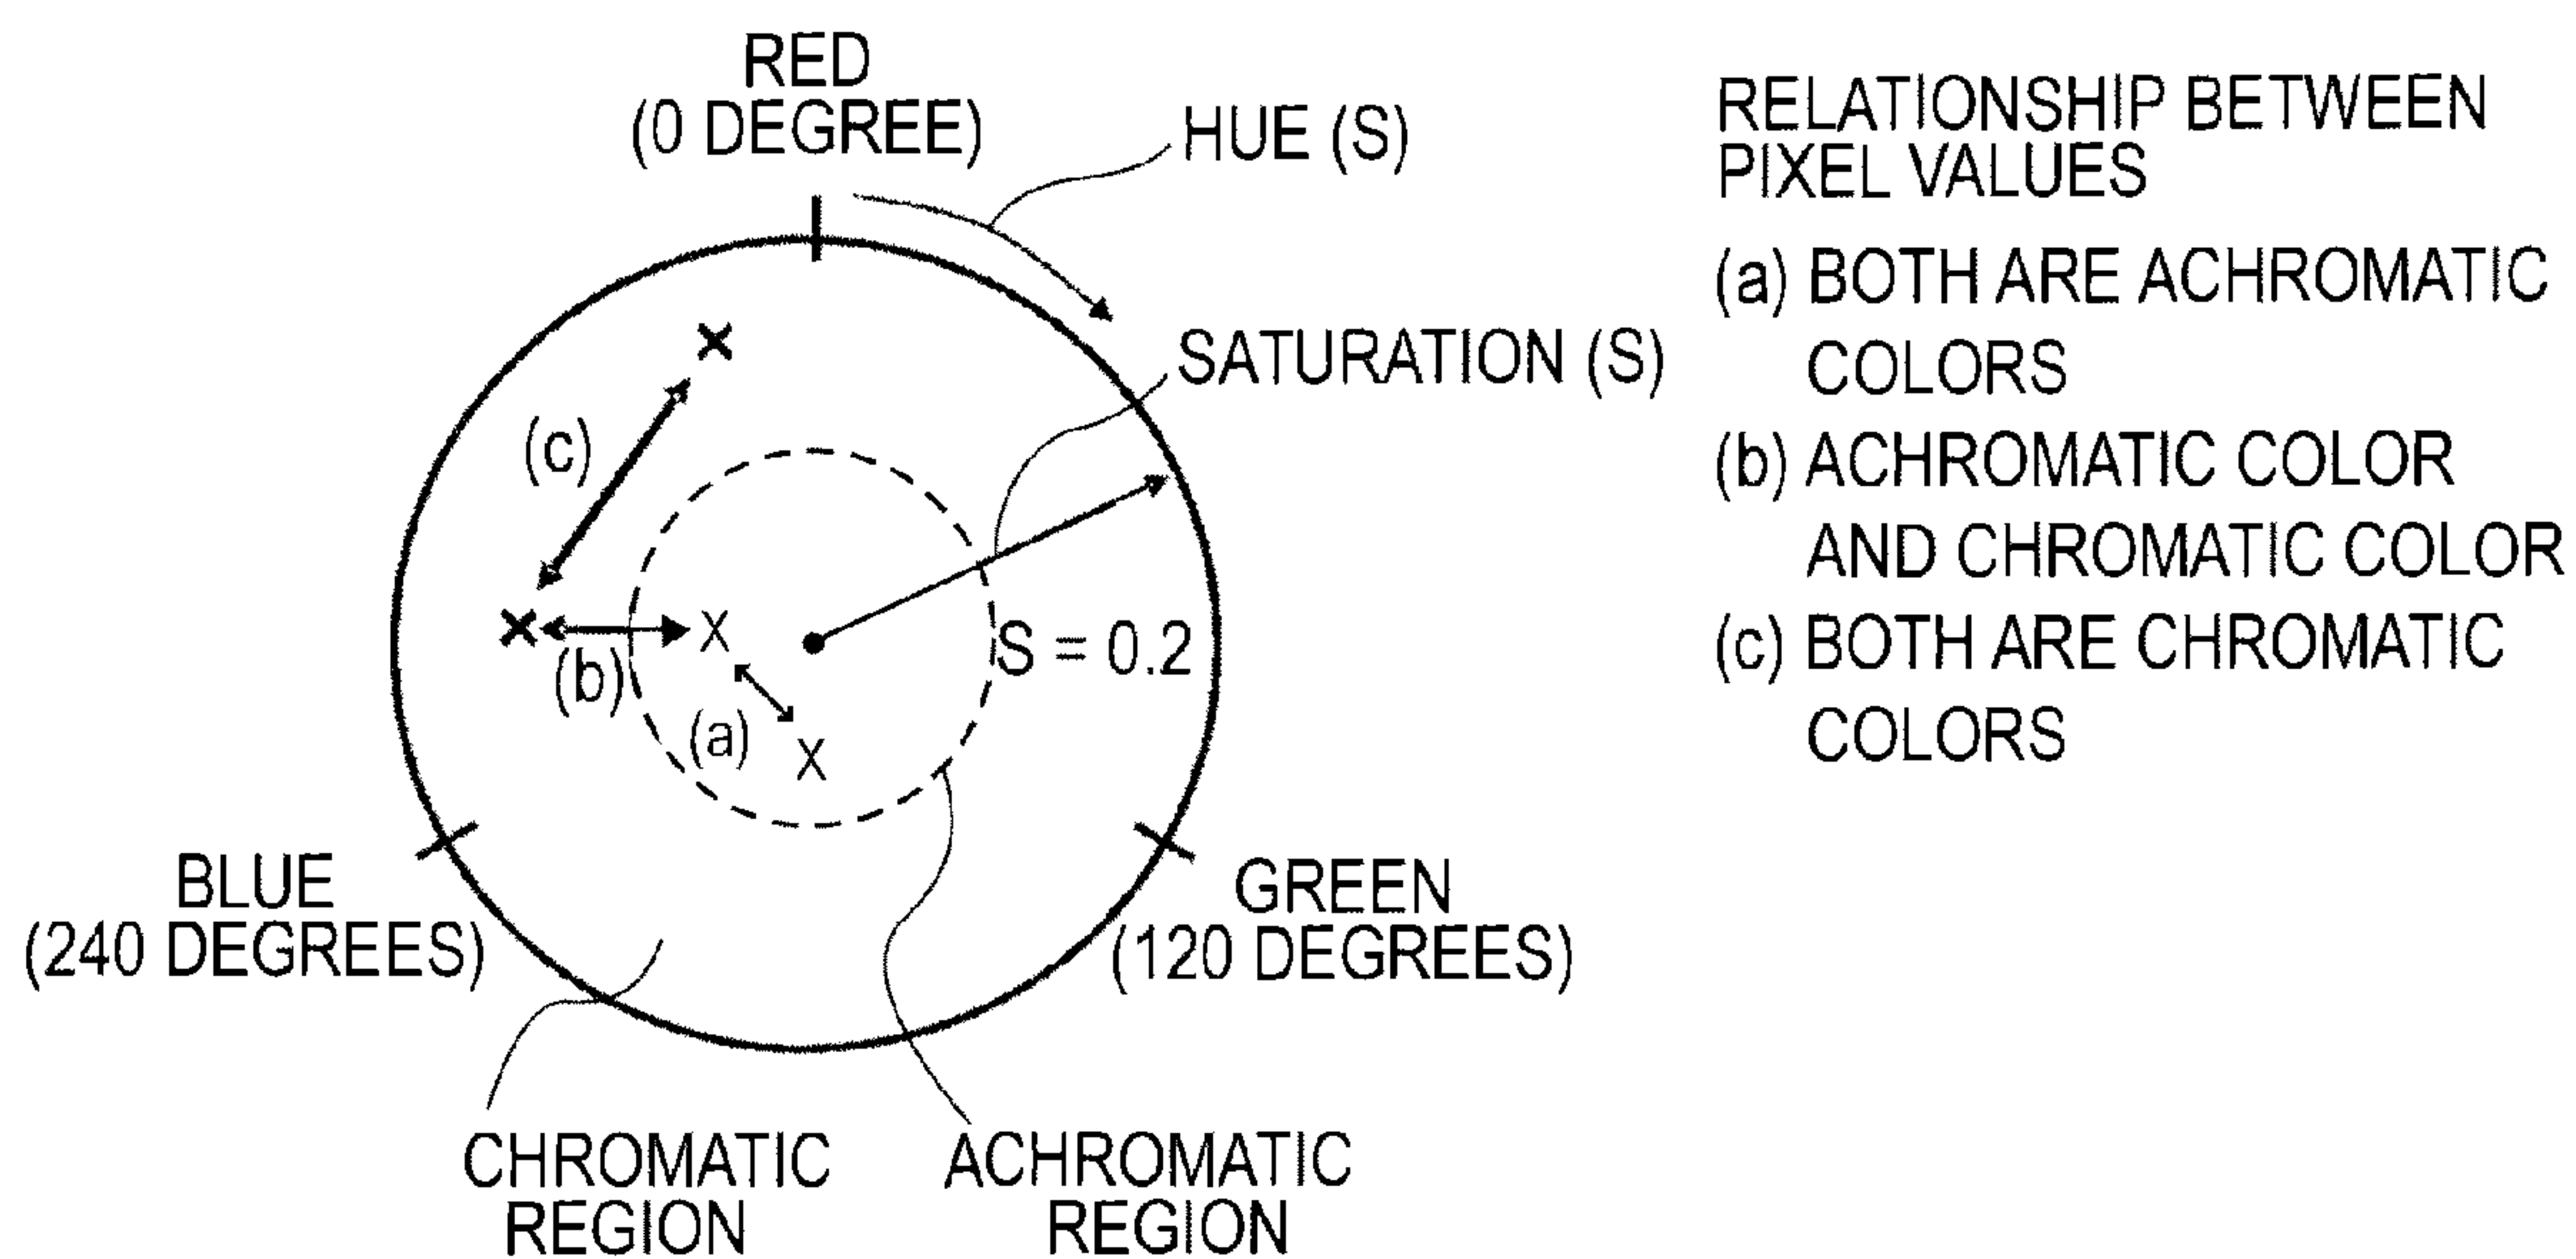 RED
(0 DEGREE)
HUE (S)
SATURATION (S)
(c)
(b)
(a)
S = 0.2
BLUE
(240 DEGREES)
GREEN
(120 DEGREES)
CHROMATIC
REGION
ACHROMATIC
REGION
RELATIONSHIP BETWEEN
PIXEL VALUES
(a) BOTH ARE ACHROMATIC
COLORS
(b) ACHROMATIC COLOR
AND CHROMATIC COLOR
(c) BOTH ARE CHROMATIC
COLORS